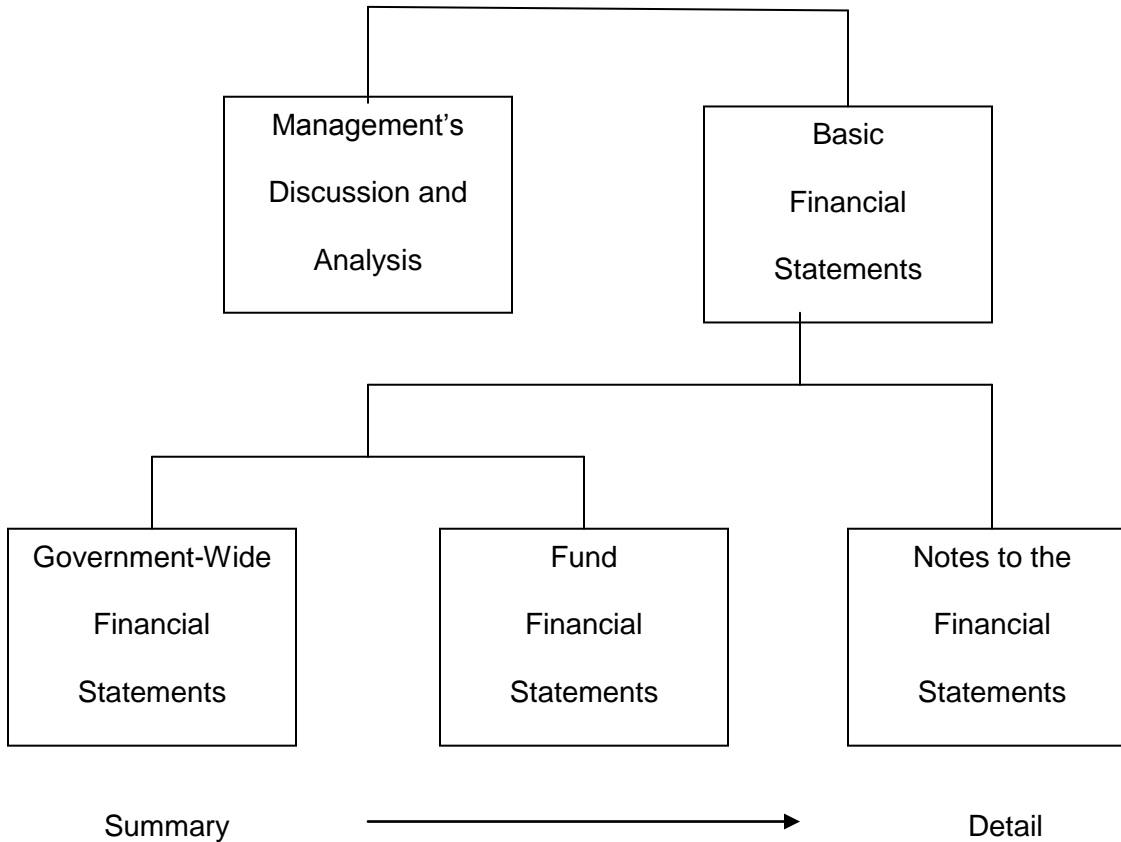 Management’s
Discussion and
Analysis
Basic
Financial
Statements
Government-Wide
Financial
Statements
Fund
Financial
Statements
Notes to the
Financial
Statements
Summary
Detail